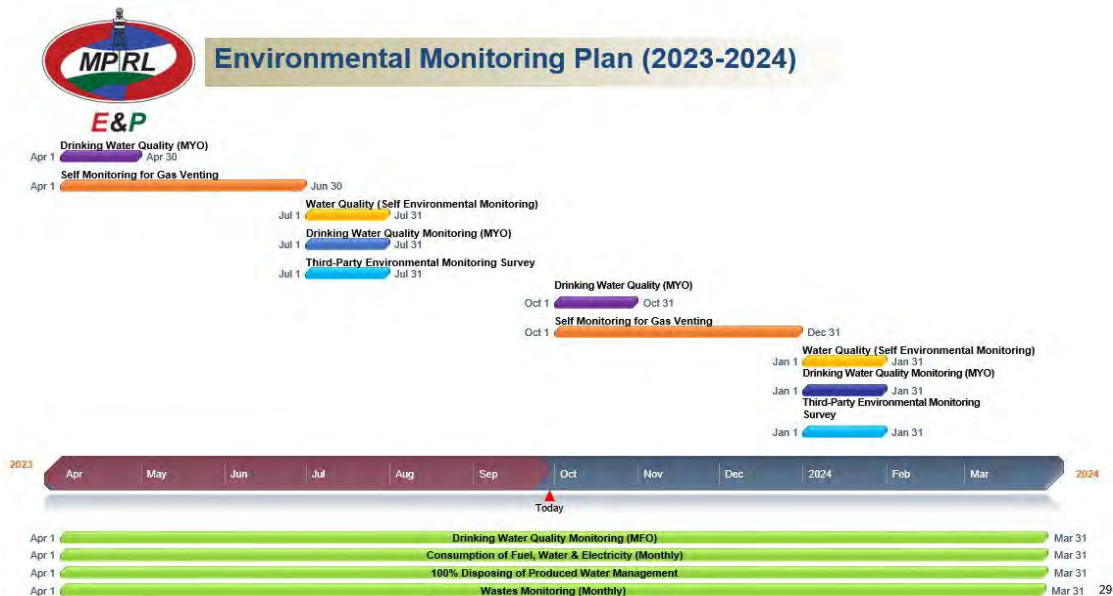 MPRL
E&P
Environmental Monitoring Plan (2023-2024)
Drinking Water Quality (MYO)
Apr 1 Apr 30
Self Monitoring for Gas Venting
Apr 1 Jun 30
Water Quality (Self Environmental Monitoring)
Jul 1 Jul 31
Drinking Water Quality Monitoring (MYO)
Jul 1 Jul 31
Third-Party Environmental Monitoring Survey
Jul 1 Jul 31
Drinking Water Quality (MYO)
Oct 1 Oct 31
Self Monitoring for Gas Venting
Oct 1 Dec 31
Water Quality (Self Environmental Monitoring)
Jan 1 Jan 31
Drinking Water Quality Monitoring (MYO)
Jan 1 Jan 31
Third-Party Environmental Monitoring
Survey
Jan 1 Jan 31
2023 Apr May Jun Jul Aug Sep Oct Nov Dec 2024 Feb Mar 2024
Today
Apr 1 Drinking Water Quality Monitoring (MFO) Mar 31
Apr 1 Consumption of Fuel, Water & Electricity (Monthly) Mar 31
Apr 1 100% Disposing of Produced Water Management Mar 31
Apr 1 Wastes Monitoring (Monthly) Mar 31
29